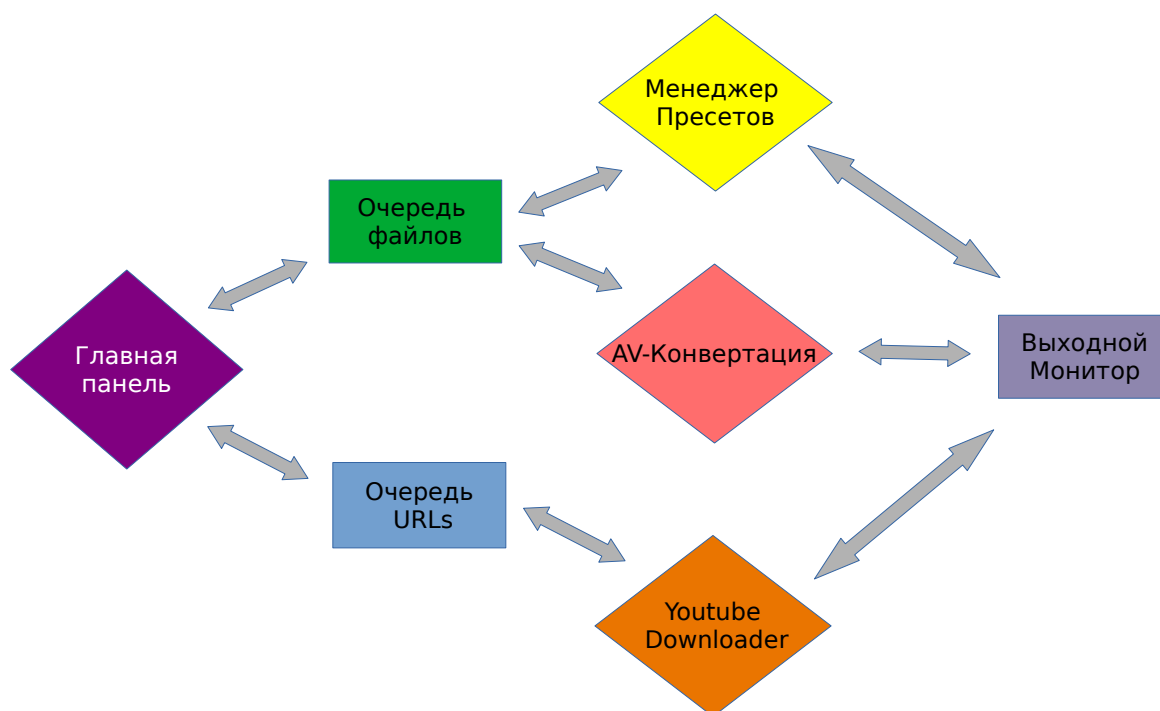 Менеджер
Пресетов
Очередь
файлов
Главная
панель
AV-Конвертация
Выходной
Монитор
Очередь
URLs
Youtube
Downloader